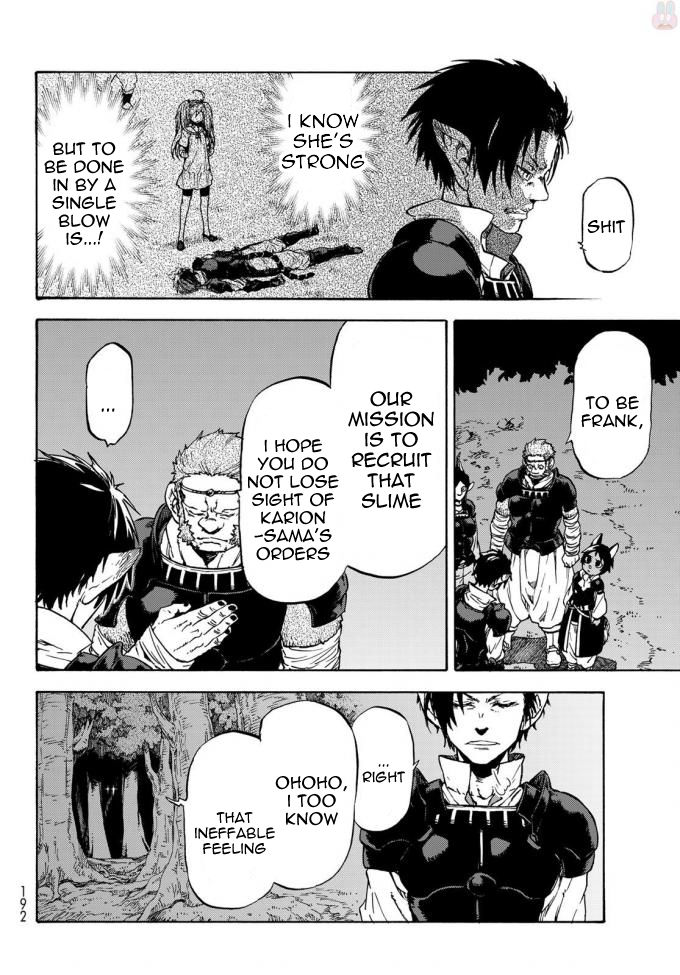 SHIT
I KNOW
SHE'S
STRONG
BUT TO
BE DONE
IN BY A
SINGLE
BLOW
IS...!
TO BE
FRANK,
OUR
MISSION
IS TO
RECRUIT
THAT
SLIME
I HOPE
YOU DO
NOT LOSE
SIGHT OF
KARION
-SAMA'S
ORDERS
...
...
RIGHT
OHOHO,
I TOO
KNOW
THAT
INEFFABLE
FEELING
192